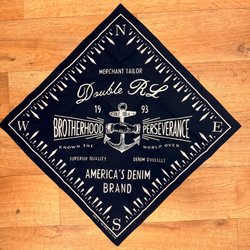 N
MERCHANT TAILOR
Double RL
19 93
BROTHERHOOD PERSEVERANCE
KNOWN THE WORLD OVER
W E
SUPERIOR QUALITY DENIM OVERALLS
AMERICA'S DENIM
BRAND
S